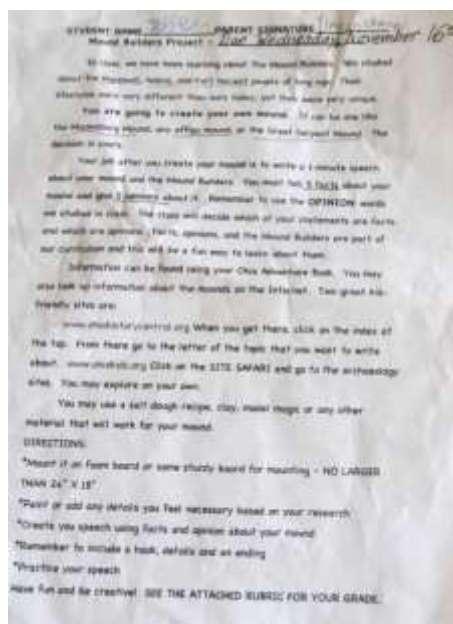 STUDENT NAME PARENT SIGNATURE
Mound Builders Project - Due Wednesday, November 16th
In class, we have been learning about the Mound Builders. We studied
about the Hopewell, Adena, and Fort Ancient people of long ago. Their
lifestyles were very different than ours today, but they were very unique.
You are going to create your own mound. It can be like
the Miamisburg Mound, any effigy mound, or the Great Serpent Mound. The
decision is yours.
Your job after you create your mound is to write a 1-minute speech
about your mound and the Mound Builders. You must tell 3 facts about your
mound and give opinions about it. Remember to use the OPINION words
we studied in class. The class will decide which of your statements are facts
and which are opinions. Facts, opinions, and the Mound Builders are part of
our curriculum and this will be a fun way to learn about them.
Information can be found using your Ohio Adventure Book. You may
also look up information about the mounds on the Internet. Two great kid-
friendly sites are:
www.ohiohistorycentral.org When you get there, click on the index at
the top. From there go to the letter of the topic that you want to write
about. Click on the SITE SAFARI and go to the archaeology
sites. You may explore on your own.
You may use a salt dough recipe, clay, model magic or any other
material that will work for your mound.
DIRECTIONS:
*Mount it on foam board or some sturdy board for mounting - NO LARGER
THAN 24" X 18"
*Paint or add any details you feel necessary based on your research
*Create you speech using facts and opinion about your mound
*Remember to include a hook, details and an ending
*Practice your speech
Have fun and be creative! SEE THE ATTACHED RUBRIC FOR YOUR GRADE.